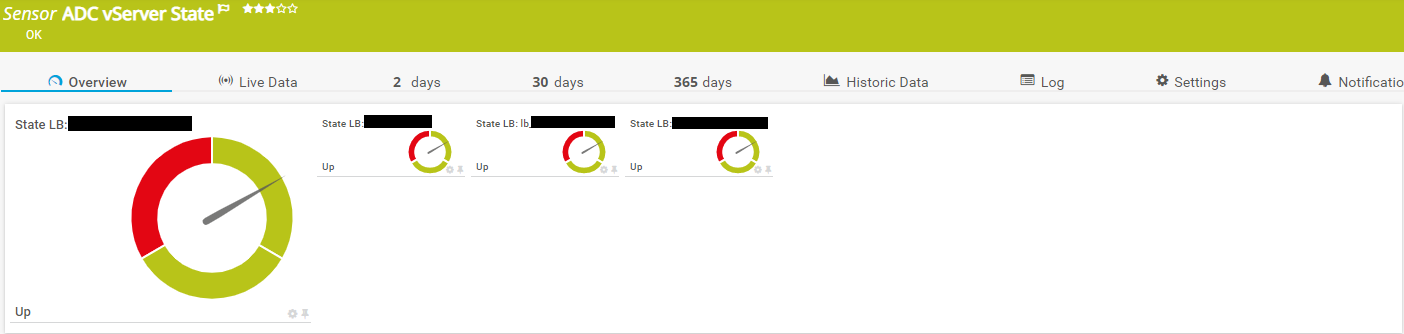 Sensor ADC vServer State
OK
Overview
Live Data
2 days
30 days
365 days
Historic Data
Log
Settings
Notificatio
State LB:
Up
State LB:
Up
State LB: lb_
Up
State LB:
Up